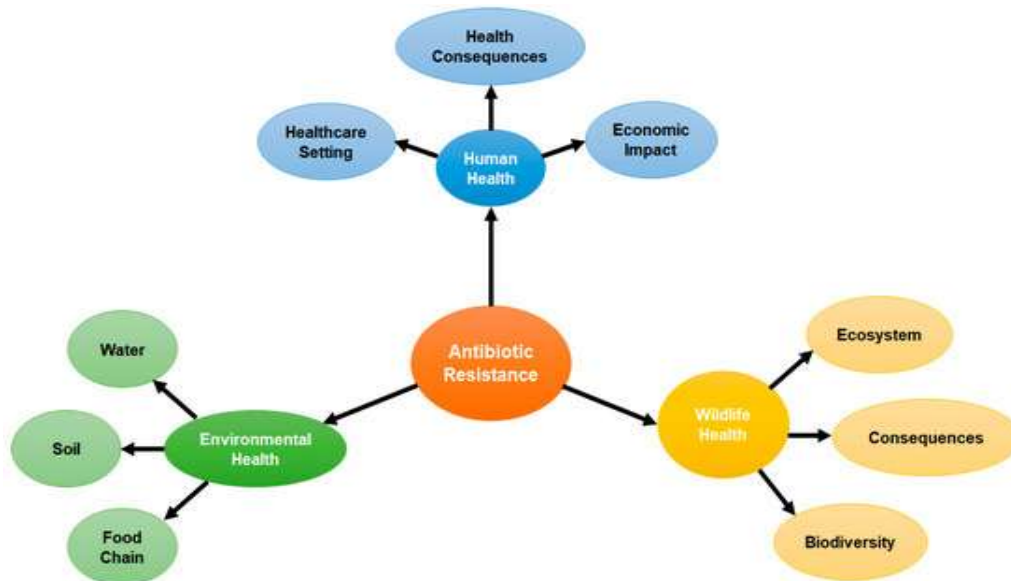 Health
Consequences
Healthcare
Setting
Economic
Impact
Human
Health
Antibiotic
Resistance
Water
Soil
Food
Chain
Environmental
Health
Wildlife
Health
Ecosystem
Consequences
Biodiversity